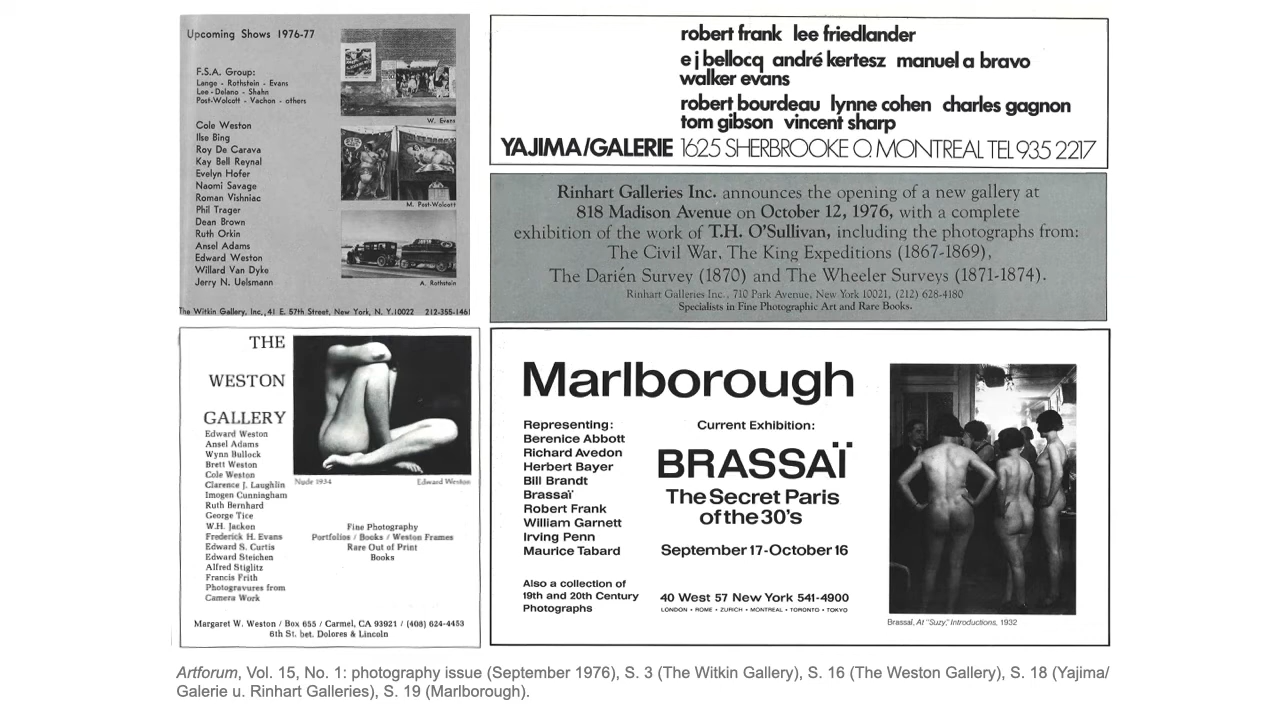 Upcoming Shows 1976-77
F.S.A. Group:
Lange - Rothstein - Evans
Lee - Delano - Shahn
Post-Wolcott - Vachon - others
Cole Weston
Ilse Bing
Roy De Carava
Kay Bell Reynal
Evelyn Hofer
Naomi Savage
Roman Vishniac
Phil Trager
Dean Brown
Ruth Orkin
Ansel Adams
Edward Weston
Willard Van Dyke
Jerry N. Uelsmann
W. Evans
M. Post-Wolcott
A. Rothstein
The Witkin Gallery, Inc., 41 E. 57th Street, New York, N. Y. 10022 212-355-1461
robert frank lee friedlander
e j bellocq andré kertesz manuel a bravo
walker evans
robert bourdeau lynne cohen charles gagnon
tom gibson vincent sharp
YAJIMA/GALERIE 1625 SHERBROOKE O. MONTREAL TEL 935 2217
Rinhart Galleries Inc. announces the opening of a new gallery at
818 Madison Avenue on October 12, 1976, with a complete
exhibition of the work of T.H. O'Sullivan, including the photographs from:
The Civil War, The King Expeditions (1867-1869),
The Darién Survey (1870) and The Wheeler Surveys (1871-1874).
Rinhart Galleries Inc., 710 Park Avenue, New York 10021, (212) 628-4180
Specialists in Fine Photographic Art and Rare Books.
THE
WESTON
GALLERY
Edward Weston
Ansel Adams
Wynn Bullock
Brett Weston
Cole Weston
Clarence J. Laughlin
Imogen Cunningham
Ruth Bernhard
George Tice
W.H. Jackon
Frederick H. Evans
Edward S. Curtis
Edward Steichen
Alfred Stiglitz
Francis Frith
Photogravures from
Camera Work
Nude 1934 Edward Weston
Fine Photography
Portfolios / Books / Weston Frames
Rare Out of Print
Books
Margaret W. Weston / Box 655 / Carmel, CA 93921 / (408) 624-4453
6th St. bet. Dolores & Lincoln
Marlborough
Representing:
Berenice Abbott
Richard Avedon
Herbert Bayer
Bill Brandt
Brassaï
Robert Frank
William Garnett
Irving Penn
Maurice Tabard
Also a collection of
19th and 20th Century
Photographs
Current Exhibition:
BRASSAÏ
The Secret Paris
of the 30's
September 17-October 16
40 West 57 New York 541-4900
LONDON • ROME • ZURICH • MONTREAL • TORONTO • TOKYO
Brassaï, At "Suzy," Introductions, 1932
Artforum, Vol. 15, No. 1: photography issue (September 1976), S. 3 (The Witkin Gallery), S. 16 (The Weston Gallery), S. 18 (Yajima/
Galerie u. Rinhart Galleries), S. 19 (Marlborough).